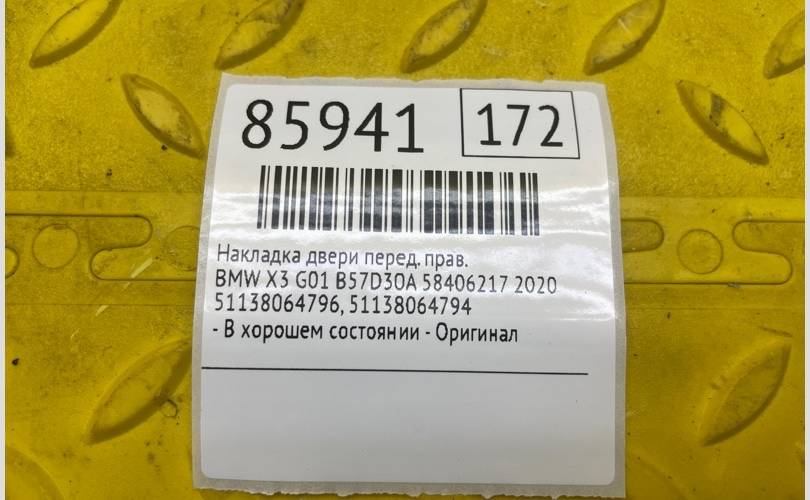 85941 172
Накладка двери перед. прав.
BMW X3 G01 B57D30A 58406217 2020
51138064796, 51138064794
- В хорошем состоянии - Оригинал